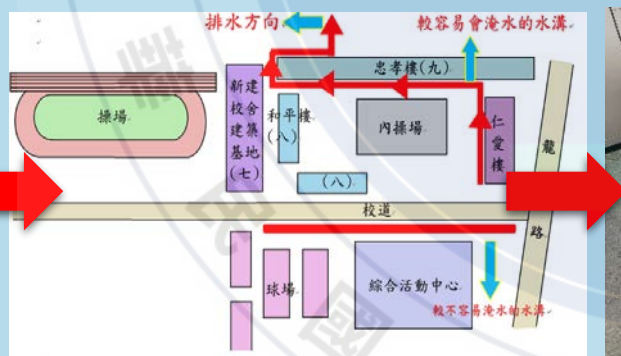 排水方向
較容易會淹水的水溝
忠孝樓(九)
操場
新建
校舍
建築
基地
(七)
和平樓
(八)
內操場
仁愛樓
龍
(八)
校道
路
球場
綜合活動中心
較不容易淹水的水溝
民
國